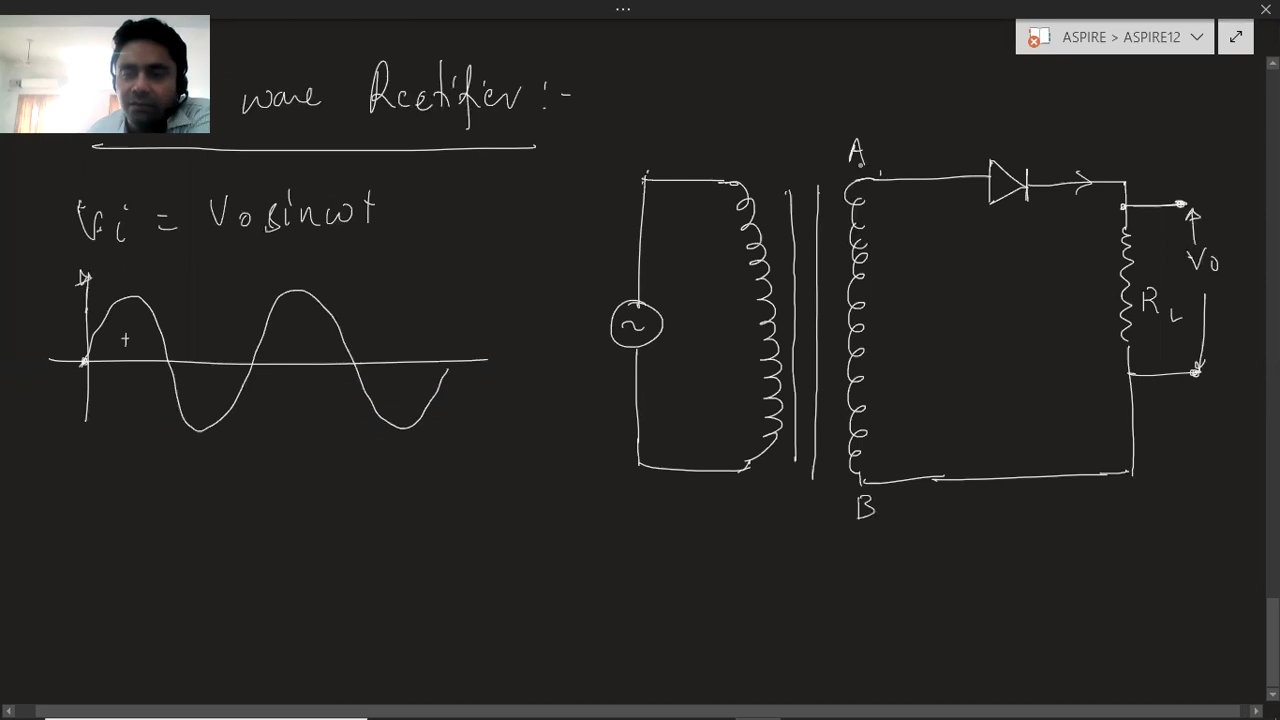 ASPIRE > ASPIRE12
wave Rectifier :-
A
Vi = V0 sinωt
V0
+
RL
~
B